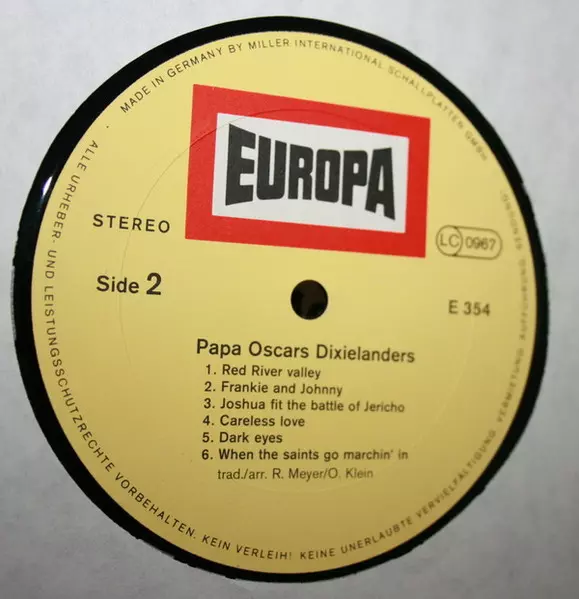 MADE IN GERMANY BY MILLER INTERNATIONAL SCHALLPLATTEN GMBH
EUROPA
STEREO
LC 0967
Side 2
E 354
Papa Oscars Dixielanders
1. Red River valley
2. Frankie and Johnny
3. Joshua fit the battle of Jericho
4. Careless love
5. Dark eyes
6. When the saints go marchin' in
trad./arr. R. Meyer/O. Klein
ALLE URHEBER- UND LEISTUNGSSCHUTZRECHTE VORBEHALTEN. KEIN VERLEIH! KEINE UNERLAUBTE VERVIELFÄLTIGUNG, VERMIETUNG, AUFFÜHRUNG, SENDUNG!